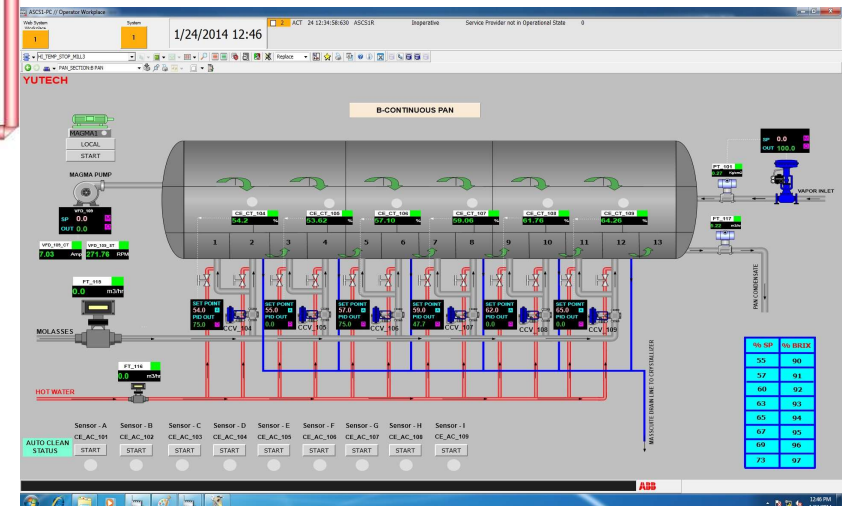 ASCS1-PC // Operator Workplace
Web System Workplace
1
System
1
1/24/2014 12:46
2 ACT 24 12:34:58:630 ASCS1R Inoperative Service Provider not in Operational State 0
HI_TEMP_STOP_MILL3
Replace
PAN_SECTION:B PAN
YUTECH
B-CONTINUOUS PAN
MAGMA1
LOCAL
START
MAGMA PUMP
SP 0.0
OUT 0.0
7.03 Amp
271.76 RPM
SP 0.0
OUT 100.0
VAPOR INLET
PT_101
0.27 Kg/cm2
FT_117
PAN CONDENSATE
CE_CT_104
54.2 %
CE_CT_105
53.62 %
CE_CT_106
57.10 %
CE_CT_107
59.06 %
CE_CT_108
61.76 %
CE_CT_109
64.26 %
1 2 3 4 5 6 7 8 9 10 11 12 13
FT_115
0.0 m3/hr
MOLASSES
SET POINT
54.0
PID OUT
75.0
CCV_104
SET POINT
55.0
PID OUT
0.0
CCV_105
SET POINT
57.0
PID OUT
75.0
CCV_106
SET POINT
59.0
PID OUT
47.7
CCV_107
SET POINT
62.0
PID OUT
0.0
CCV_108
SET POINT
65.0
PID OUT
0.0
CCV_109
FT_116
0.0 m3/hr
HOT WATER
MASSCUITE DRAIN LINE TO CRYSTALLIZER
% SP % BRIX
55 90
57 91
60 92
63 93
65 94
67 95
69 96
73 97
Sensor - A Sensor - B Sensor - C Sensor - D Sensor - E Sensor - F Sensor - G Sensor - H Sensor - I
AUTO CLEAN STATUS
CE_AC_101 CE_AC_102 CE_AC_103 CE_AC_104 CE_AC_105 CE_AC_106 CE_AC_107 CE_AC_108 CE_AC_109
START START START START START START START START START
ABB
12:46 PM